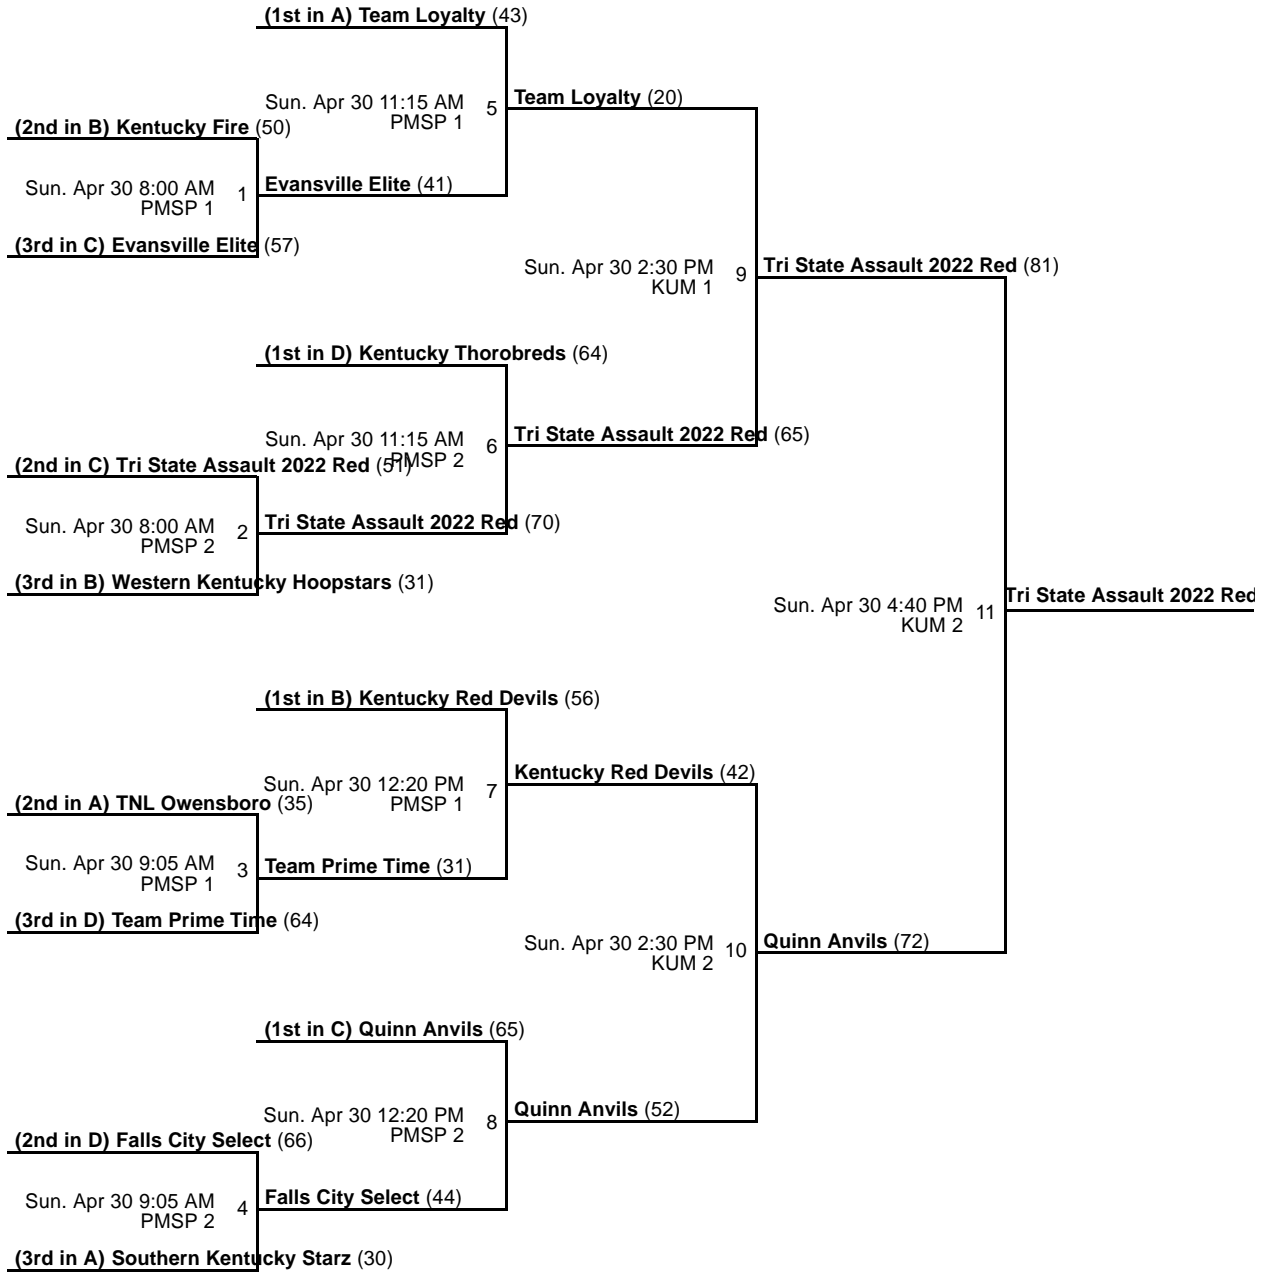 (1st in A) Team Loyalty (43)
Sun. Apr 30 11:15 AM
PMSP 1
5
Team Loyalty (20)
(2nd in B) Kentucky Fire (50)
Sun. Apr 30 8:00 AM
PMSP 1
1
Evansville Elite (41)
(3rd in C) Evansville Elite (57)
Sun. Apr 30 2:30 PM
KUM 1
9
Tri State Assault 2022 Red (81)
(1st in D) Kentucky Thorobreds (64)
Sun. Apr 30 11:15 AM
PMSP 2
6
Tri State Assault 2022 Red (65)
(2nd in C) Tri State Assault 2022 Red (51)
Sun. Apr 30 8:00 AM
PMSP 2
2
Tri State Assault 2022 Red (70)
(3rd in B) Western Kentucky Hoopstars (31)
Sun. Apr 30 4:40 PM
KUM 2
11
Tri State Assault 2022 Red
(1st in B) Kentucky Red Devils (56)
Sun. Apr 30 12:20 PM
PMSP 1
7
Kentucky Red Devils (42)
(2nd in A) TNL Owensboro (35)
Sun. Apr 30 9:05 AM
PMSP 1
3
Team Prime Time (31)
(3rd in D) Team Prime Time (64)
Sun. Apr 30 2:30 PM
KUM 2
10
Quinn Anvils (72)
(1st in C) Quinn Anvils (65)
Sun. Apr 30 12:20 PM
PMSP 2
8
Quinn Anvils (52)
(2nd in D) Falls City Select (66)
Sun. Apr 30 9:05 AM
PMSP 2
4
Falls City Select (44)
(3rd in A) Southern Kentucky Starz (30)